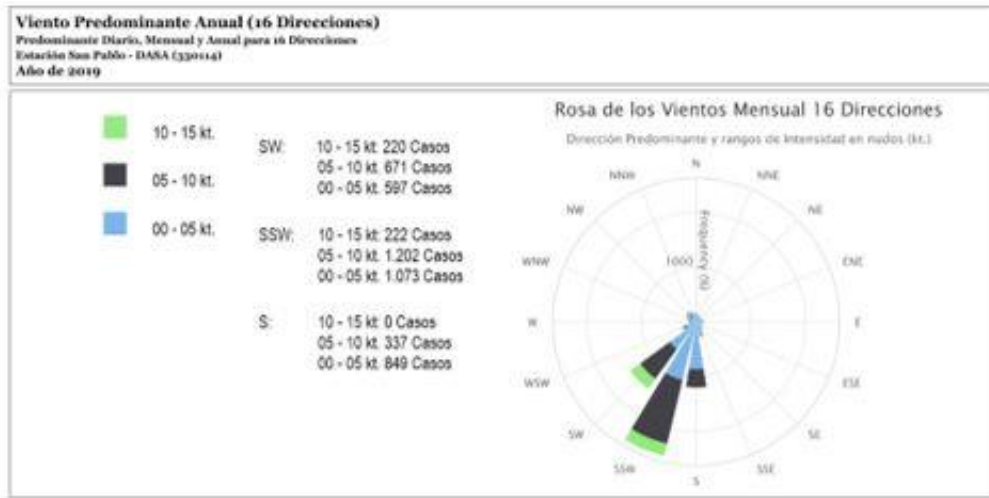 Viento Predominante Anual (16 Direcciones)
Predominante Diario, Mensual y Anual para 16 Direcciones
Estación San Pablo - DASA (330114)
Año de 2019
10 - 15 kt.
05 - 10 kt.
00 - 05 kt.
SW: 10 - 15 kt 220 Casos
05 - 10 kt. 671 Casos
00 - 05 kt. 597 Casos
SSW: 10 - 15 kt: 222 Casos
05 - 10 kt. 1.202 Casos
00 - 05 kt. 1.073 Casos
S: 10 - 15 kt 0 Casos
05 - 10 kt. 337 Casos
00 - 05 kt. 849 Casos
Rosa de los Vientos Mensual 16 Direcciones
Dirección Predominante y rangos de Intensidad en nudos (kt.)
N
NNW
NNE
NW
NE
WNW
1000
Frequency (%)
ENE
W
E
WSW
ESE
SW
SE
SSW
SSE
S